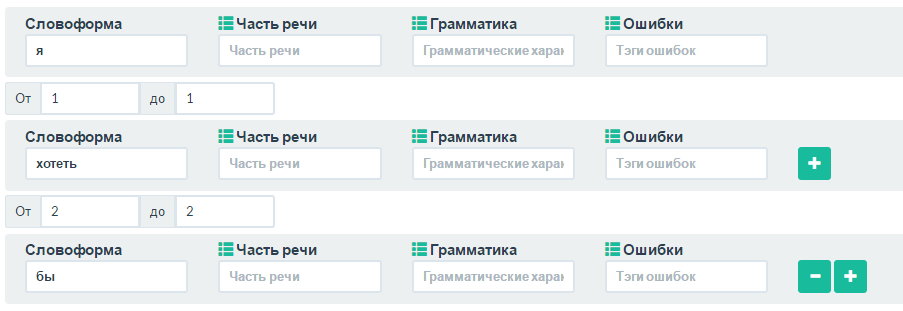 Словоформа Часть речи Грамматика Ошибки
я Часть речи Грамматические харак Тэги ошибок
От 1 до 1
Словоформа Часть речи Грамматика Ошибки
хотеть Часть речи Грамматические харак Тэги ошибок +
От 2 до 2
Словоформа Часть речи Грамматика Ошибки
бы Часть речи Грамматические харак Тэги ошибок - +